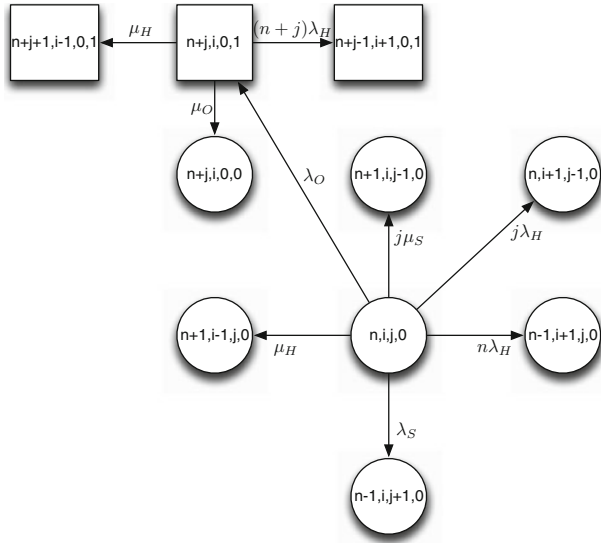 n+j+1,i-1,0,1
μ_H
n+j,i,0,1
(n + j)λ_H
n+j-1,i+1,0,1
μ_O
n+j,i,0,0
λ_O
n+1,i,j-1,0
n,i+1,j-1,0
jμ_S
jλ_H
n+1,i-1,j,0
μ_H
n,i,j,0
nλ_H
n-1,i+1,j,0
λ_S
n-1,i,j+1,0